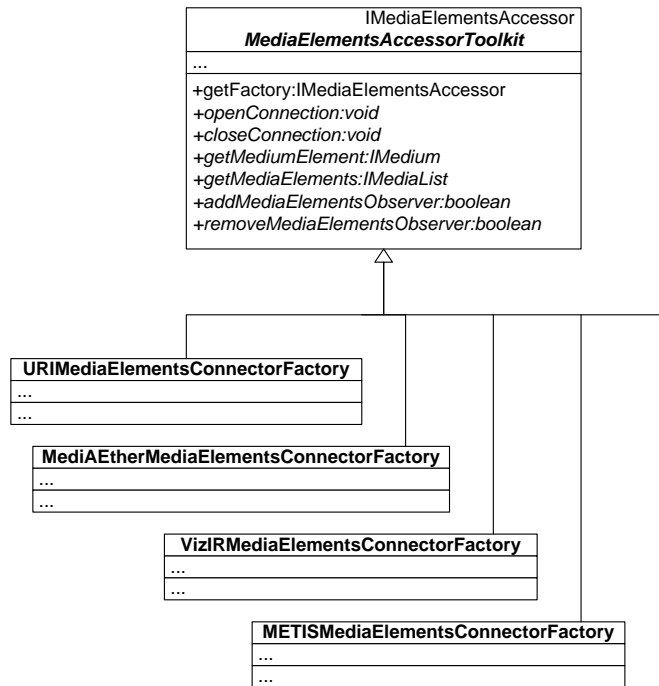 IMediaElementsAccessor
MediaElementsAccessorToolkit
...
+getFactory:IMediaElementsAccessor
+openConnection:void
+closeConnection:void
+getMediumElement:IMedium
+getMediaElements:IMediaList
+addMediaElementsObserver:boolean
+removeMediaElementsObserver:boolean
URIMediaElementsConnectorFactory
...
...
MediAEtherMediaElementsConnectorFactory
...
...
VizIRMediaElementsConnectorFactory
...
...
METISMediaElementsConnectorFactory
...
...